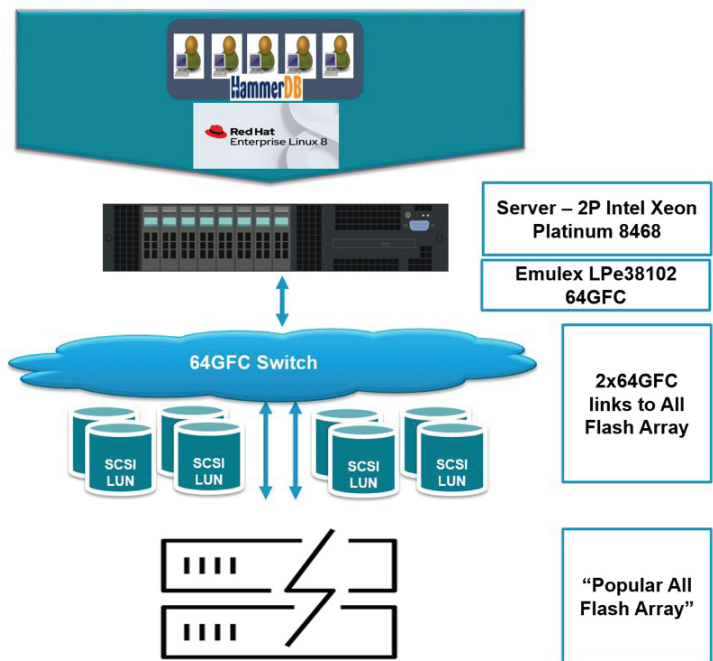 HammerDB
Red Hat
Enterprise Linux 8
Server – 2P Intel Xeon
Platinum 8468
Emulex LPe38102
64GFC
64GFC Switch
2x64GFC
links to All
Flash Array
SCSI
LUN
SCSI
LUN
SCSI
LUN
SCSI
LUN
“Popular All
Flash Array”